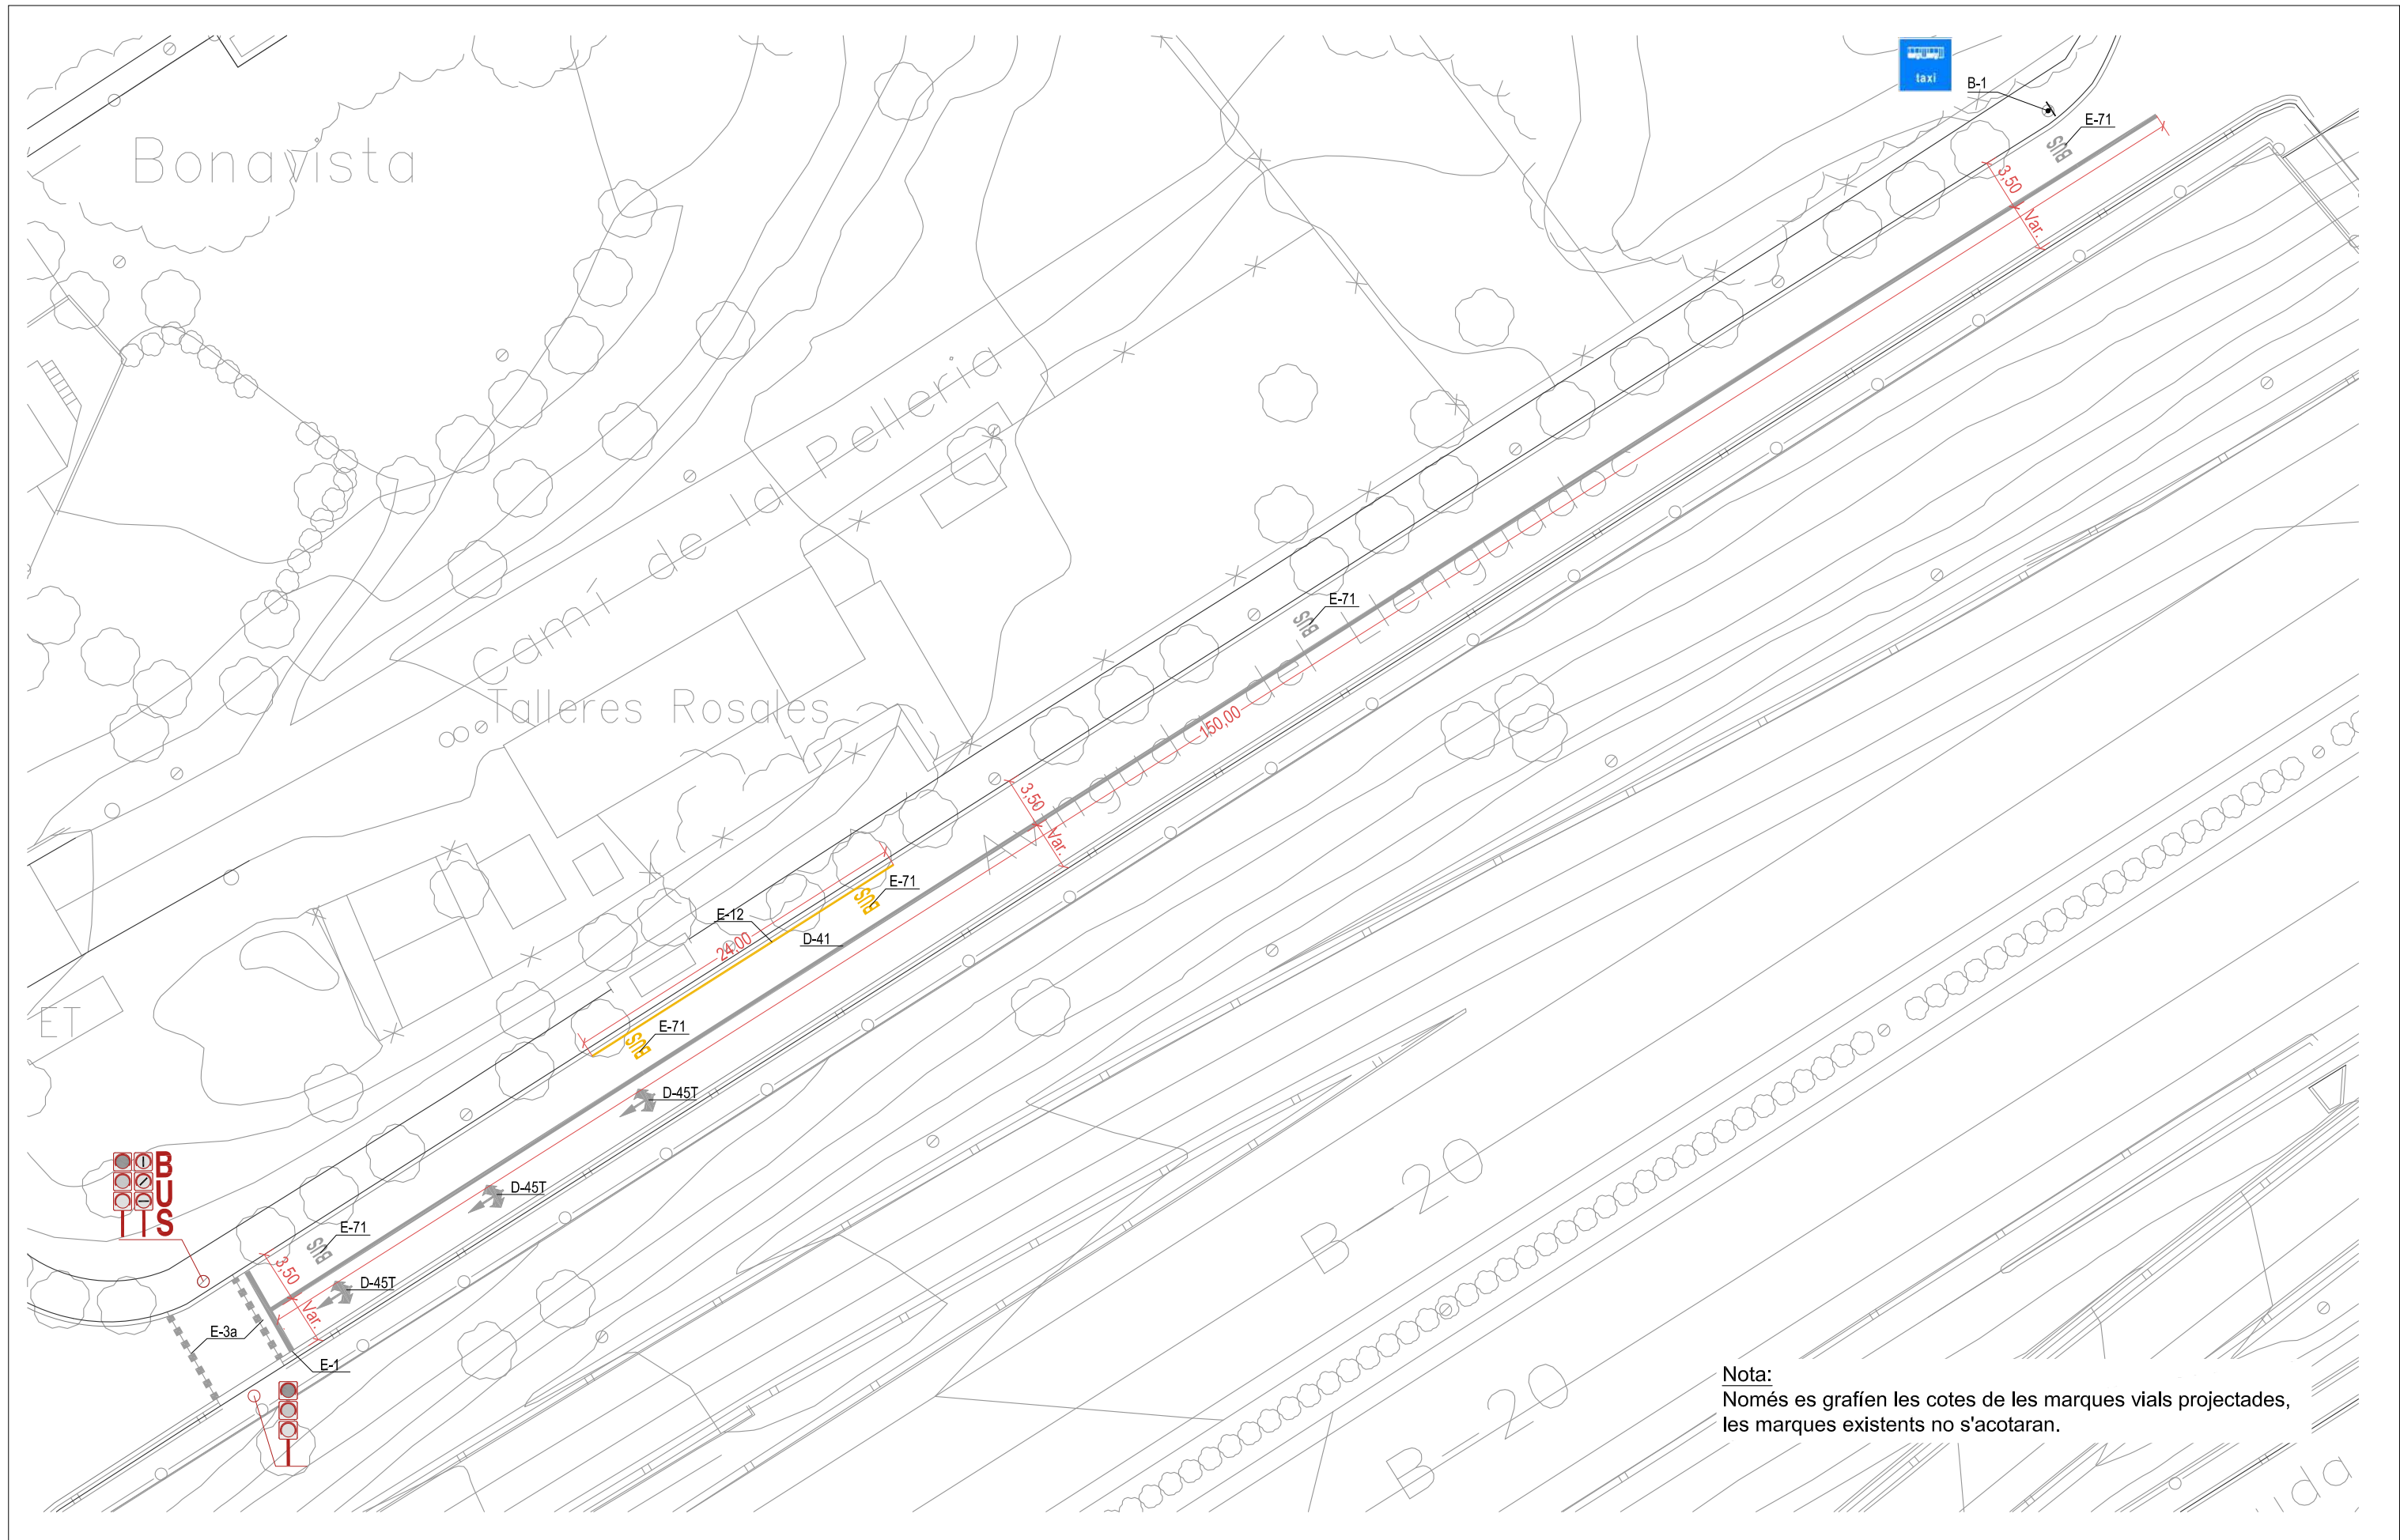 taxi
B-1
E-71
BUS
3,50
Var.
Bonavista
Camí de la Pelleria
E-71
BUS
Talleres Rosales
Avinguda del Llenguadoc
150,00
3,50
Var.
E-71
BUS
E-12
D-41
24,00
ET
E-71
BUS
D-45T
B-20
BUS
D-45T
E-71
BUS
3,50
D-45T
Var.
E-3a
E-1
B-20
Nota:
Només es grafíen les cotes de les marques vials projectades,
les marques existents no s'acotaran.